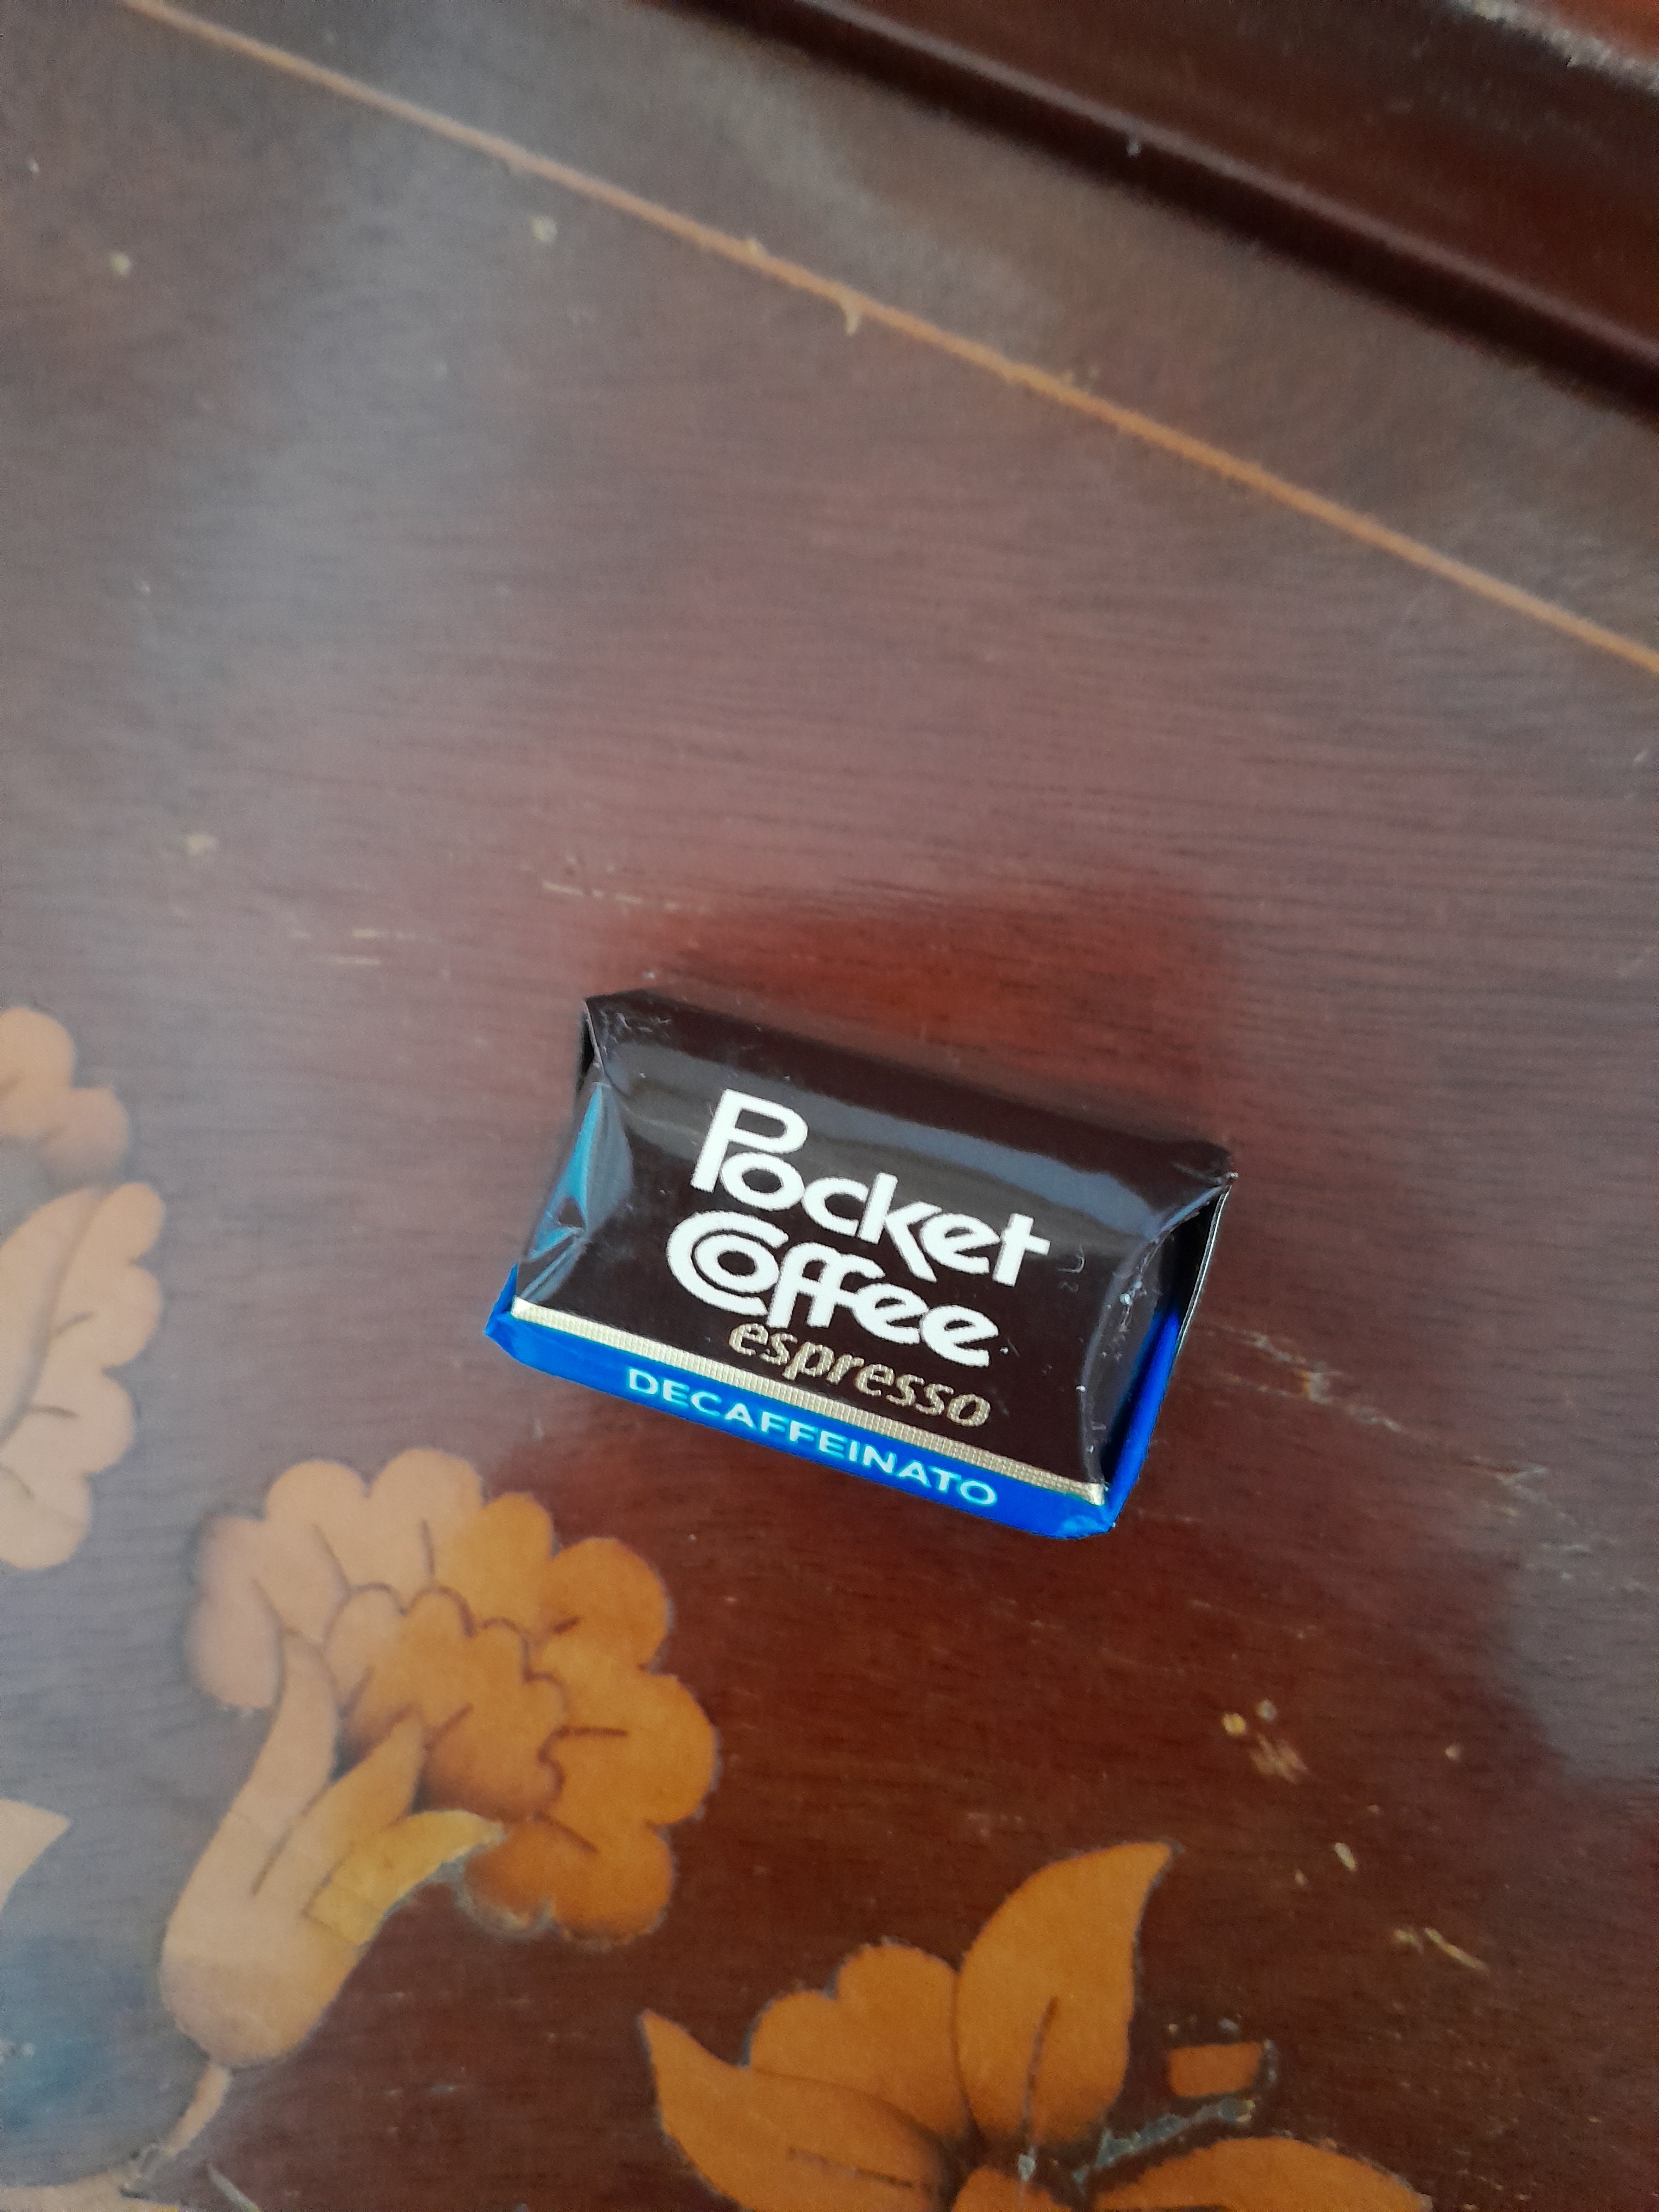 Pocket
Coffee
espresso
DECAFFEINATO